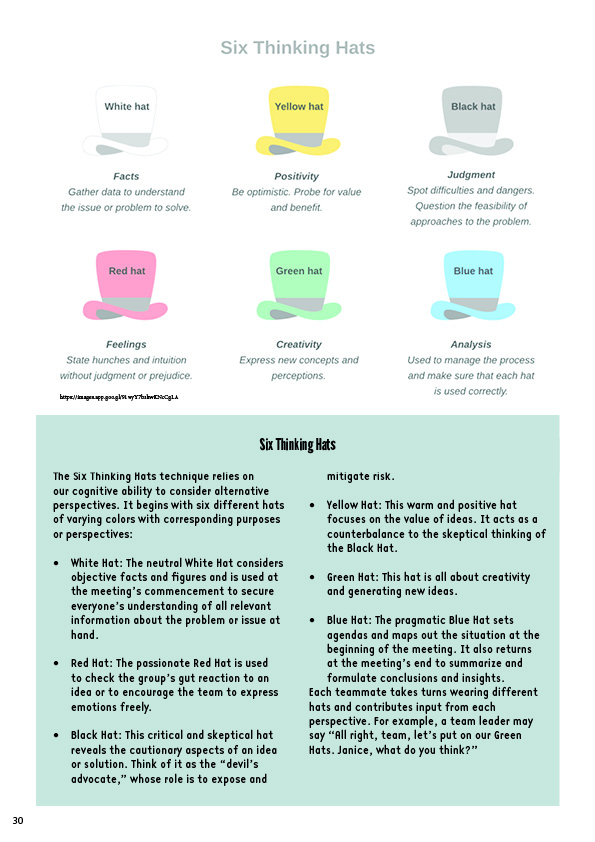 Six Thinking Hats
White hat
Yellow hat
Black hat
Facts
Gather data to understand
the issue or problem to solve.
Positivity
Be optimistic. Probe for value
and benefit.
Judgment
Spot difficulties and dangers.
Question the feasibility of
approaches to the problem.
Red hat
Green hat
Blue hat
Feelings
State hunches and intuition
without judgment or prejudice.
Creativity
Express new concepts and
perceptions.
Analysis
Used to manage the process
and make sure that each hat
is used correctly.
Six Thinking Hats
The Six Thinking Hats technique relies on
our cognitive ability to consider alternative
perspectives. It begins with six different hats
of varying colors with corresponding purposes
or perspectives:
• White Hat: The neutral White Hat considers
objective facts and figures and is used at
the meeting's commencement to secure
everyone's understanding of all relevant
information about the problem or issue at
hand.
• Red Hat: The passionate Red Hat is used
to check the group's gut reaction to an
idea or to encourage the team to express
emotions freely.
• Black Hat: This critical and skeptical hat
reveals the cautionary aspects of an idea
or solution. Think of it as the “devil's
advocate,” whose role is to expose and
mitigate risk.
• Yellow Hat: This warm and positive hat
focuses on the value of ideas. It acts as a
counterbalance to the skeptical thinking of
the Black Hat.
• Green Hat: This hat is all about creativity
and generating new ideas.
• Blue Hat: The pragmatic Blue Hat sets
agendas and maps out the situation at the
beginning of the meeting. It also returns
at the meeting's end to summarize and
formulate conclusions and insights.
Each teammate takes turns wearing different
hats and contributes input from each
perspective. For example, a team leader may
say “All right, team, let's put on our Green
Hats. Janice, what do you think?”
30